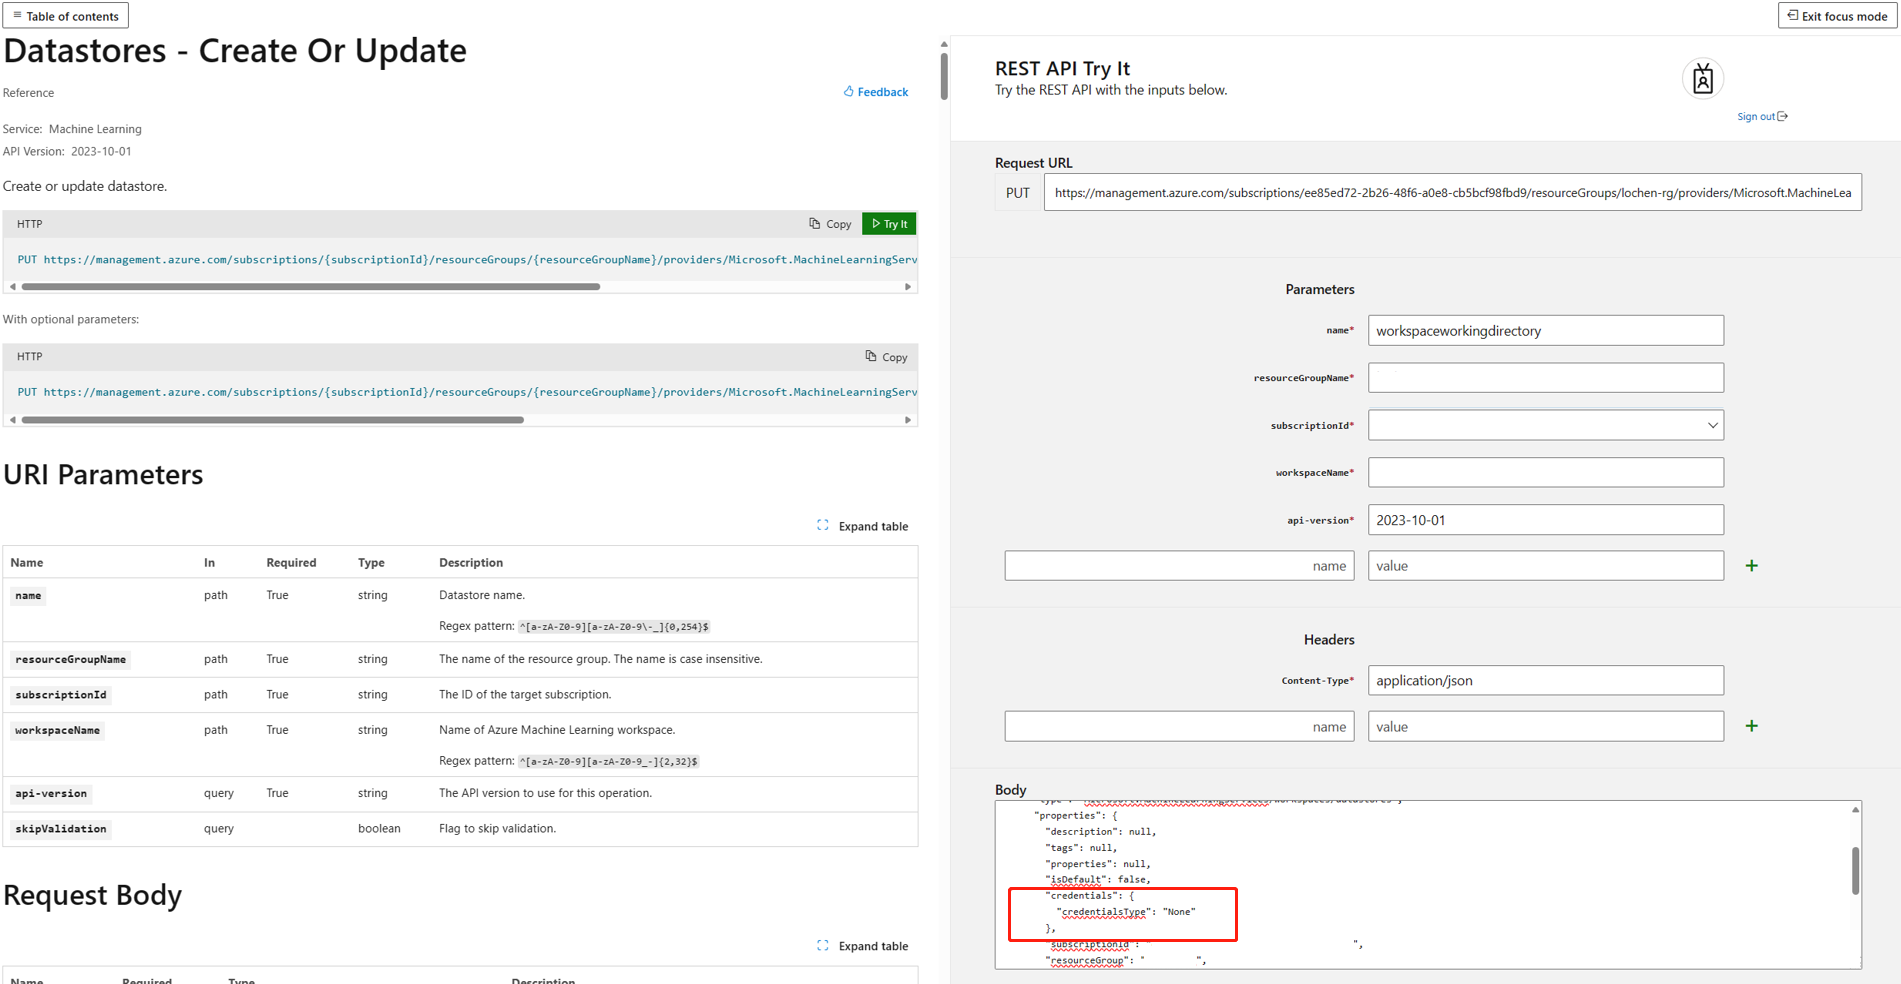 Table of contents
Exit focus mode
Datastores - Create Or Update
Reference
Feedback
Service: Machine Learning
API Version: 2023-10-01
Create or update datastore.
HTTP
Copy
Try It
PUT https://management.azure.com/subscriptions/{subscriptionId}/resourceGroups/{resourceGroupName}/providers/Microsoft.MachineLearningServ
With optional parameters:
HTTP
Copy
PUT https://management.azure.com/subscriptions/{subscriptionId}/resourceGroups/{resourceGroupName}/providers/Microsoft.MachineLearningServ
URI Parameters
Expand table
Name In Required Type Description
name path True string Datastore name.
Regex pattern: ^[a-zA-Z0-9][a-zA-Z0-9\-_]{0,254}$
resourceGroupName path True string The name of the resource group. The name is case insensitive.
subscriptionId path True string The ID of the target subscription.
workspaceName path True string Name of Azure Machine Learning workspace.
Regex pattern: ^[a-zA-Z0-9][a-zA-Z0-9_-]{2,32}$
api-version query True string The API version to use for this operation.
skipValidation query boolean Flag to skip validation.
Request Body
Expand table
Name Required Type Description
REST API Try It
Try the REST API with the inputs below.
Sign out
Request URL
PUT https://management.azure.com/subscriptions/ee85ed72-2b26-48f6-a0e8-cb5bcf98fbd9/resourceGroups/lochen-rg/providers/Microsoft.MachineLea
Parameters
name* workspaceworkingdirectory
resourceGroupName*
subscriptionId*
workspaceName*
api-version* 2023-10-01
name value +
Headers
Content-Type* application/json
name value +
Body
"type": "Microsoft.MachineLearningServices/workspaces/datastores",
"properties": {
"description": null,
"tags": null,
"properties": null,
"isDefault": false,
"credentials": {
"credentialsType": "None"
},
"subscriptionId": " ",
"resourceGroup": " ",